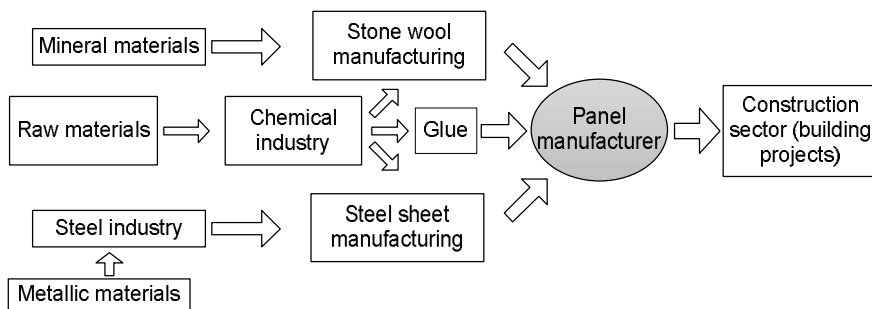 Mineral materials
Stone wool
manufacturing
Raw materials
Chemical
industry
Glue
Panel
manufacturer
Construction
sector (building
projects)
Steel industry
Steel sheet
manufacturing
Metallic materials